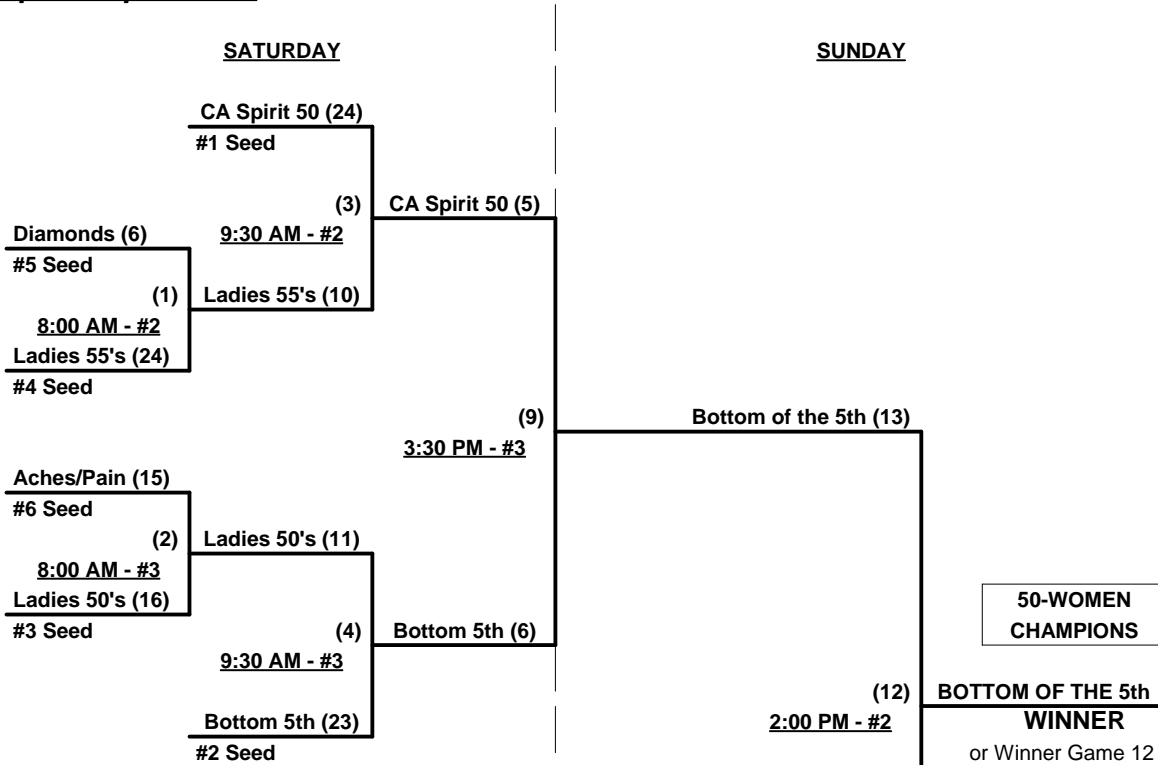 SATURDAY
SUNDAY
CA Spirit 50 (24)
#1 Seed
(3)
CA Spirit 50 (5)
9:30 AM - #2
Diamonds (6)
#5 Seed
(1)
Ladies 55's (10)
8:00 AM - #2
Ladies 55's (24)
#4 Seed
(9)
Bottom of the 5th (13)
3:30 PM - #3
Aches/Pain (15)
#6 Seed
(2)
Ladies 50's (11)
8:00 AM - #3
Ladies 50's (16)
#3 Seed
50-WOMEN
CHAMPIONS
(4)
Bottom 5th (6)
9:30 AM - #3
(12)
BOTTOM OF THE 5th
Bottom 5th (23)
2:00 PM - #2
WINNER
#2 Seed
or Winner Game 12